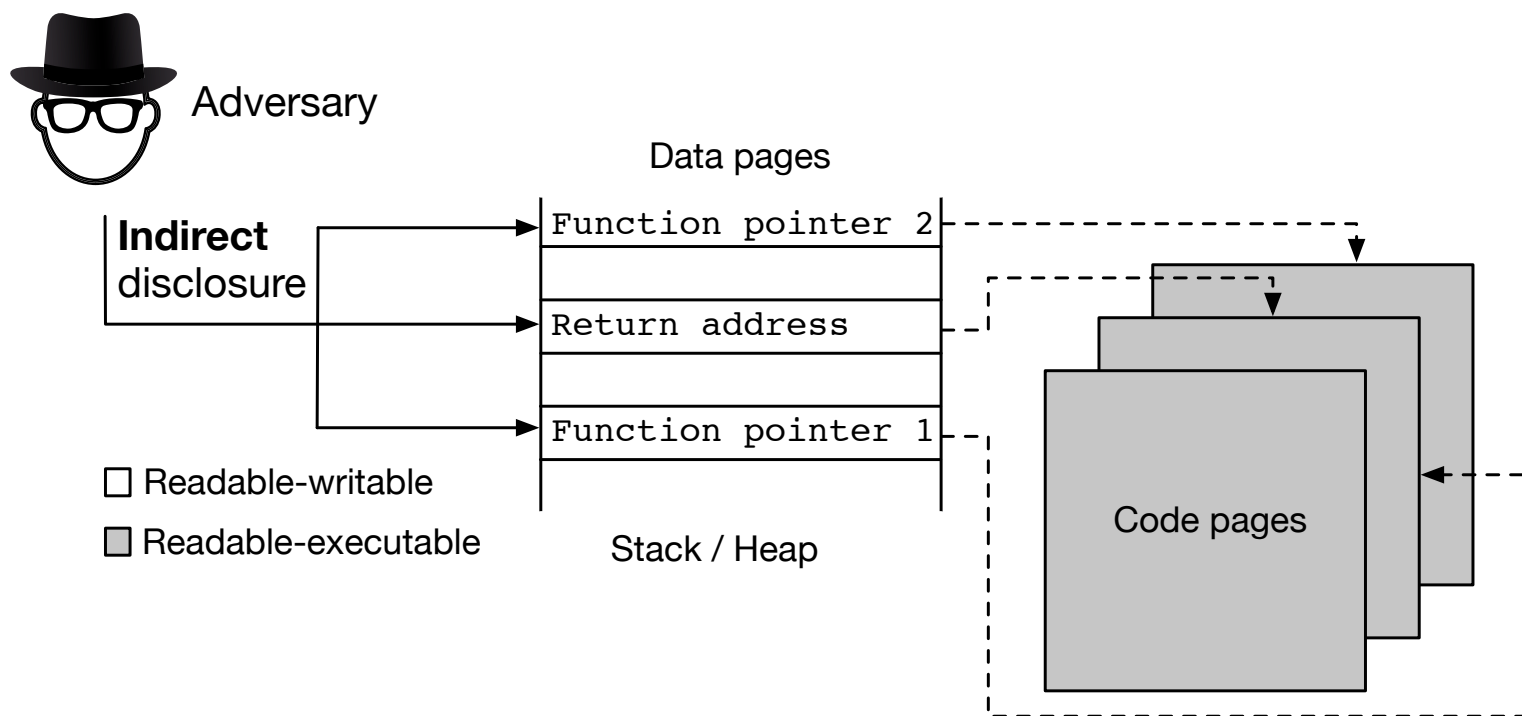 Adversary
Data pages
Indirect
disclosure
Function pointer 2
Return address
Function pointer 1
Readable-writable
Readable-executable
Stack / Heap
Code pages